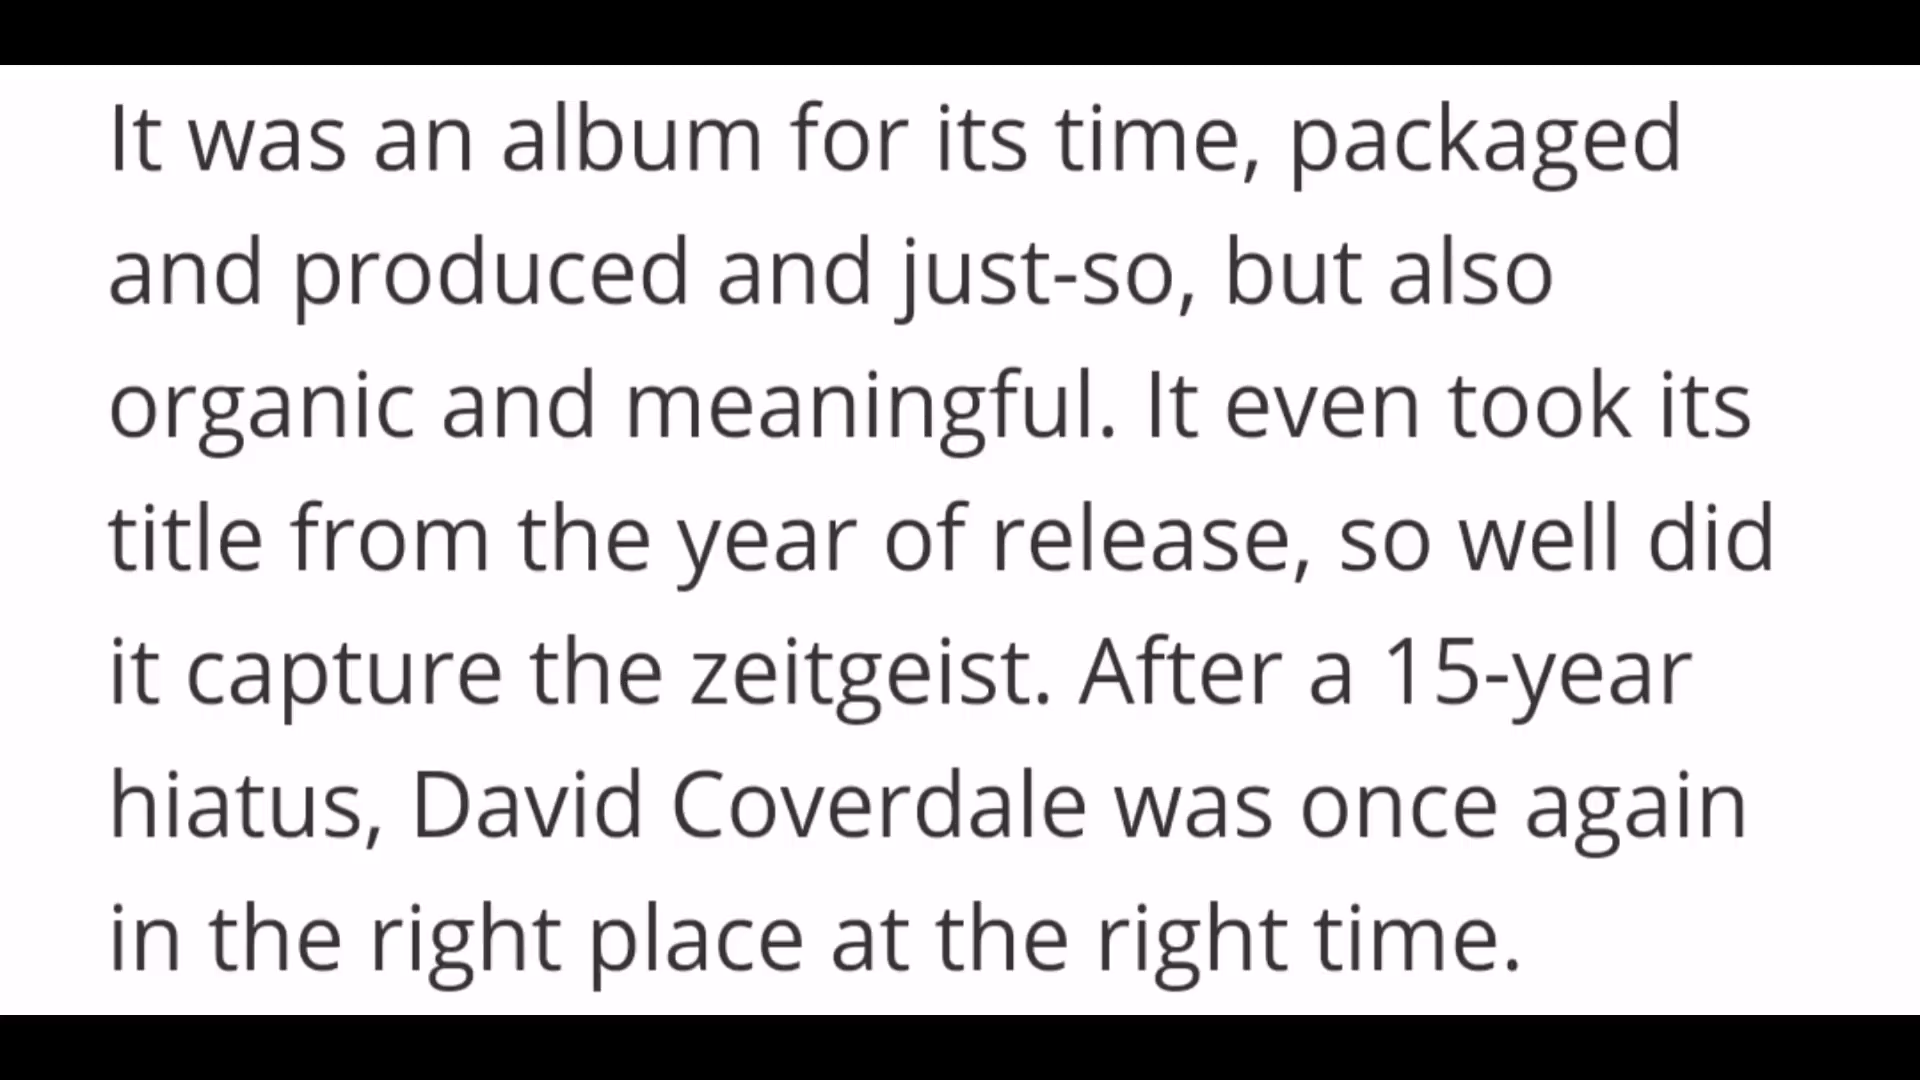 It was an album for its time, packaged
and produced and just-so, but also
organic and meaningful. It even took its
title from the year of release, so well did
it capture the zeitgeist. After a 15-year
hiatus, David Coverdale was once again
in the right place at the right time.